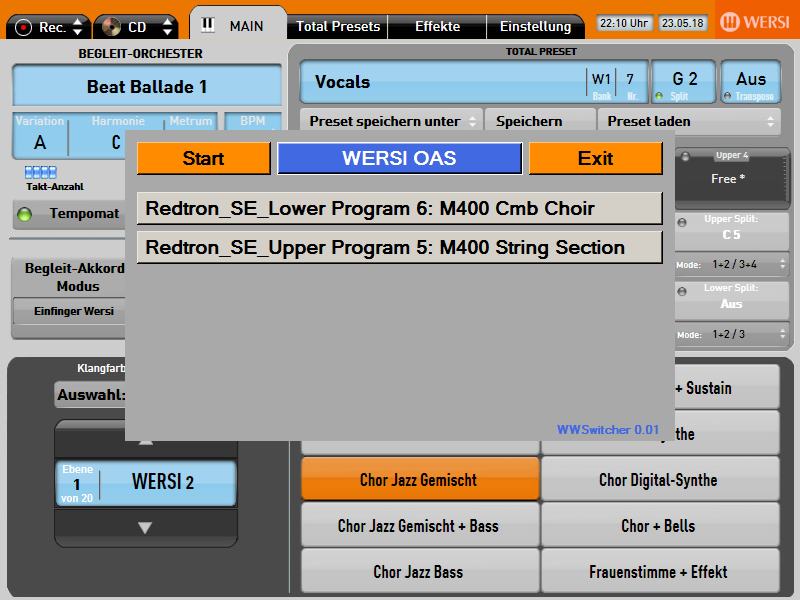 Rec.
CD
MAIN
Total Presets
Effekte
Einstellung
22:10 Uhr
23.05.18
WERSI
BEGLEIT-ORCHESTER
Beat Ballade 1
Variation
Harmonie
Metrum
BPM
A
C
Takt-Anzahl
Tempomat
Begleit-Akkord
Modus
Einfinger Wersi
TOTAL PRESET
Vocals
W1
7
Bank
Nr.
G 2
Split
Aus
Transpose
Preset speichern unter
Speichern
Preset laden
Start
WERSI OAS
Exit
Redtron_SE_Lower Program 6: M400 Cmb Choir
Redtron_SE_Upper Program 5: M400 String Section
WWSwitcher 0.01
Upper 4
Free *
Upper Split:
C 5
Mode: 1+2 / 3+4
Lower Split:
Aus
Mode: 1+2 / 3
Klangfarb
Auswahl:
Ebene
1
von 20
WERSI 2
+ Sustain
Chor Jazz Gemischt
Chor Digital-Synthe
Chor Jazz Gemischt + Bass
Chor + Bells
Chor Jazz Bass
Frauenstimme + Effekt